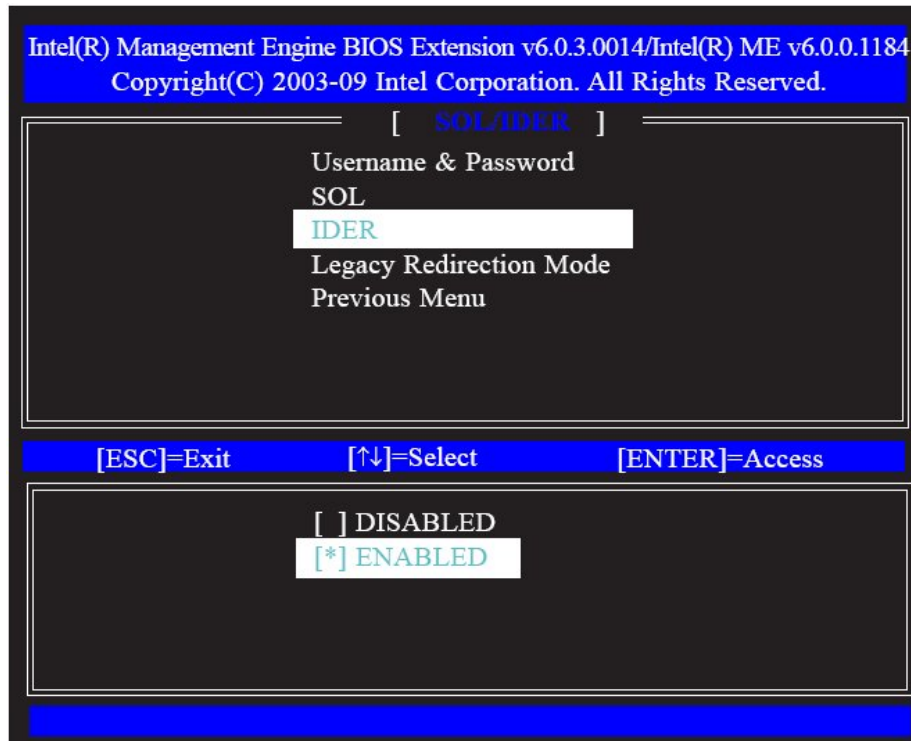 Intel(R) Management Engine BIOS Extension v6.0.3.0014/Intel(R) ME v6.0.0.1184
Copyright(C) 2003-09 Intel Corporation. All Rights Reserved.
[ SOL/IDER ]
Username & Password
SOL
IDER
Legacy Redirection Mode
Previous Menu
[ESC]=Exit [↑↓]=Select [ENTER]=Access
[ ] DISABLED
[*] ENABLED